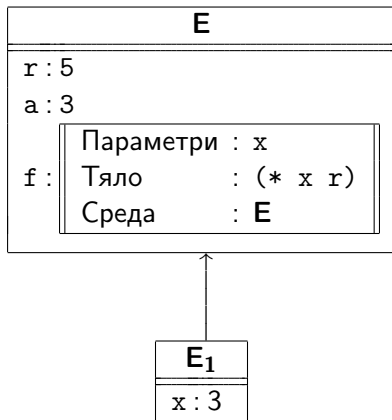 E
r : 5
a : 3
f :
Параметри : x
Тяло : (* x r)
Среда : E
E₁
x : 3